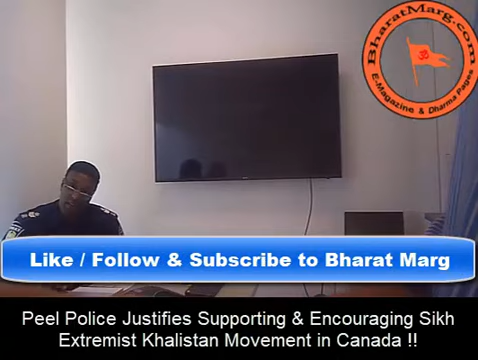 BharatMarg.com
E-Magazine & Dharma Pages
ॐ
Like / Follow & Subscribe to Bharat Marg
Peel Police Justifies Supporting & Encouraging Sikh
Extremist Khalistan Movement in Canada !!